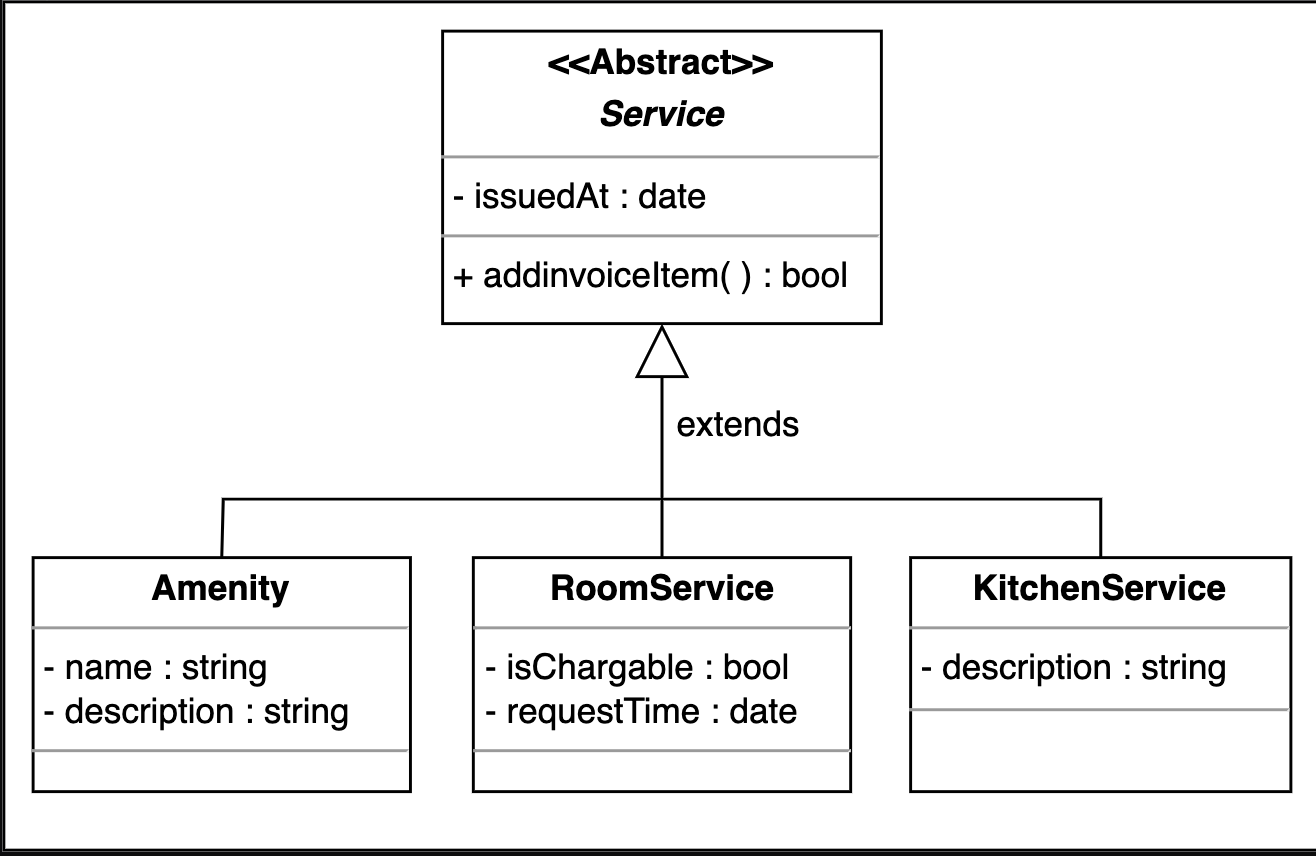 <<Abstract>>
Service
- issuedAt : date
+ addinvoiceItem( ) : bool
extends
Amenity
- name : string
- description : string
RoomService
- isChargable : bool
- requestTime : date
KitchenService
- description : string